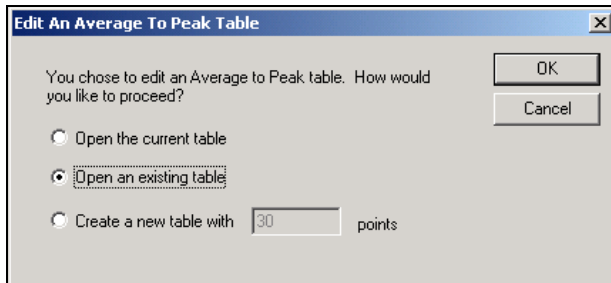 Edit An Average To Peak Table
You chose to edit an Average to Peak table. How would
you like to proceed?
OK
Cancel
Open the current table
Open an existing table
Create a new table with 30 points